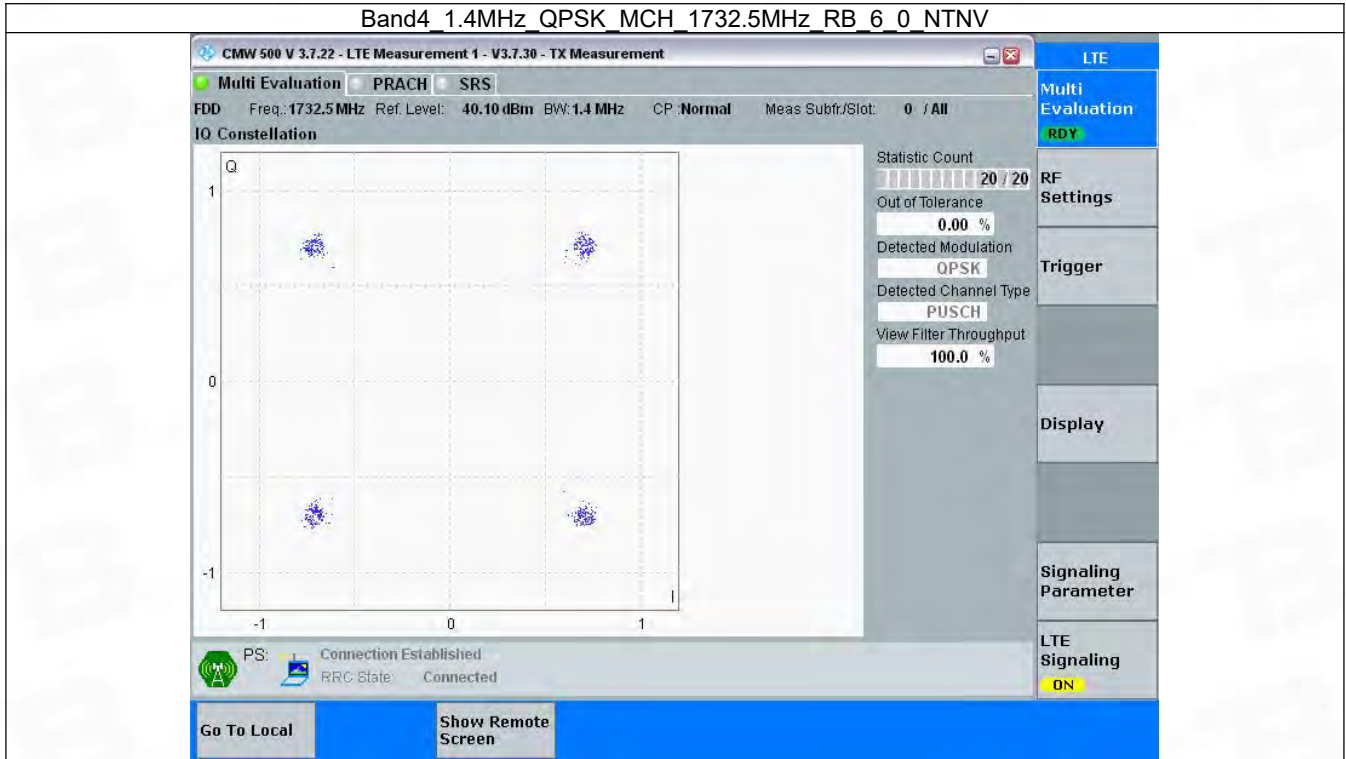 Band4_1.4MHz_QPSK_MCH_1732.5MHz_RB_6_0_NTNV
CMW 500 V 3.7.22 - LTE Measurement 1 - V3.7.30 - TX Measurement
LTE
Multi Evaluation PRACH SRS
Multi
Evaluation
RDY
FDD Freq.: 1732.5 MHz Ref. Level: 40.10 dBm BW: 1.4 MHz CP :Normal Meas Subfr./Slot: 0 / All
IQ Constellation
Q
1
0
-1
I
-1 0 1
Statistic Count
20 / 20
Out of Tolerance
0.00 %
Detected Modulation
QPSK
Detected Channel Type
PUSCH
View Filter Throughput
100.0 %
RF
Settings
Trigger
Display
Signaling
Parameter
LTE
Signaling
ON
PS: Connection Established
RRC State: Connected
Go To Local
Show Remote
Screen